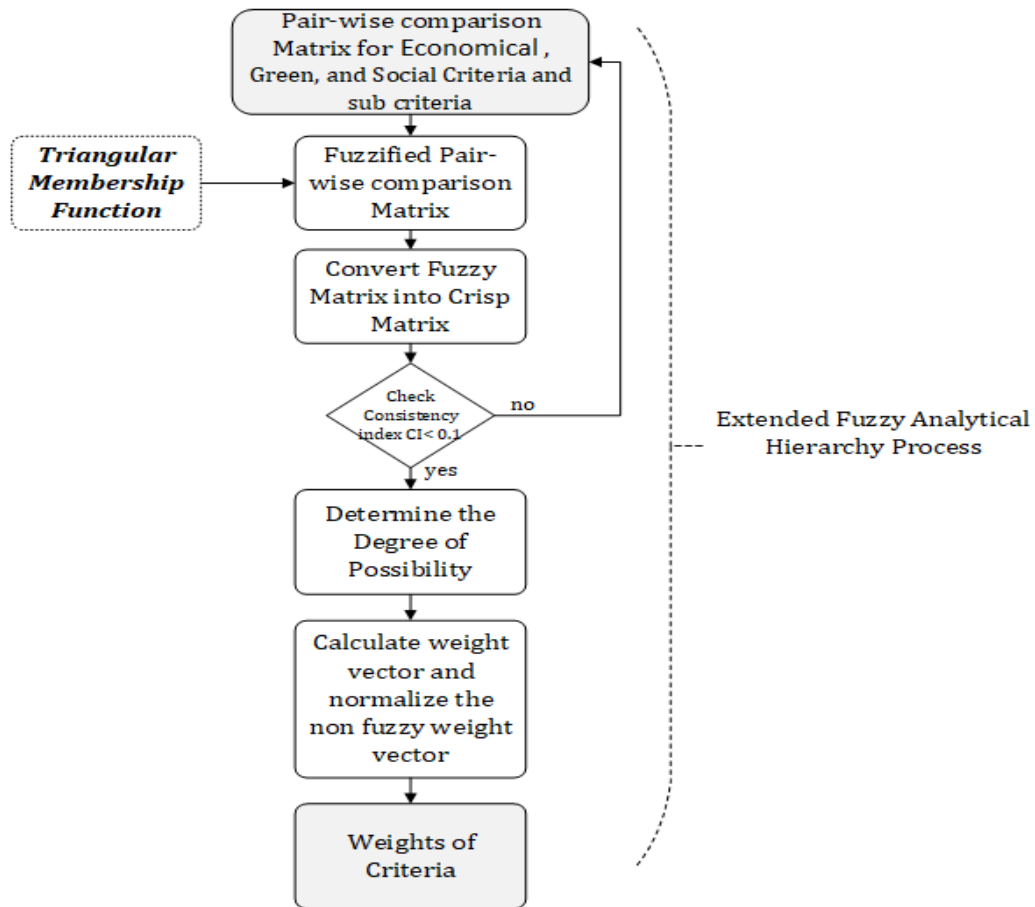 Pair-wise comparison
Matrix for Economical ,
Green, and Social Criteria and
sub criteria
Triangular
Membership
Function
Fuzzified Pair-
wise comparison
Matrix
Convert Fuzzy
Matrix into Crisp
Matrix
Check
Consistency
index CI< 0.1
no
yes
Extended Fuzzy Analytical
Hierarchy Process
Determine the
Degree of
Possibility
Calculate weight
vector and
normalize the
non fuzzy weight
vector
Weights of
Criteria